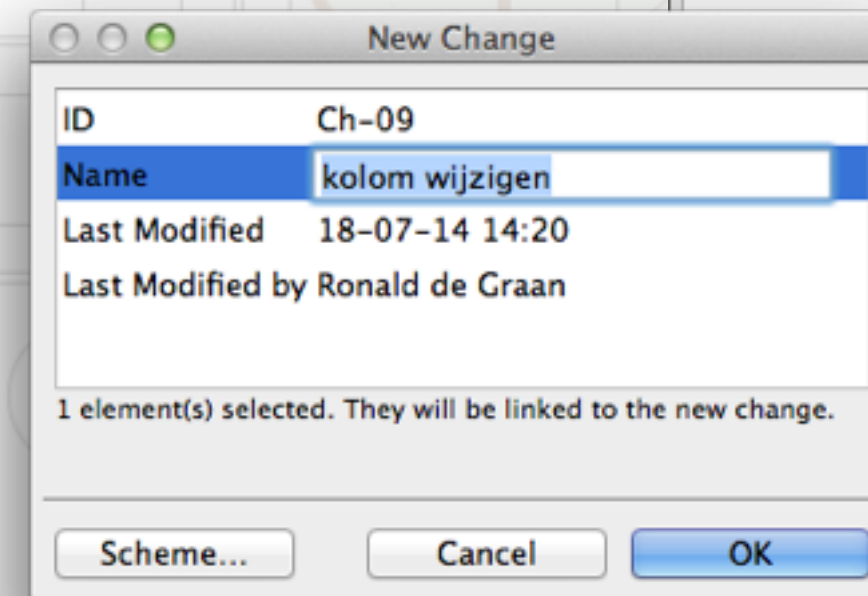 New Change
ID Ch-09
Name kolom wijzigen
Last Modified 18-07-14 14:20
Last Modified by Ronald de Graan
1 element(s) selected. They will be linked to the new change.
Scheme... Cancel OK